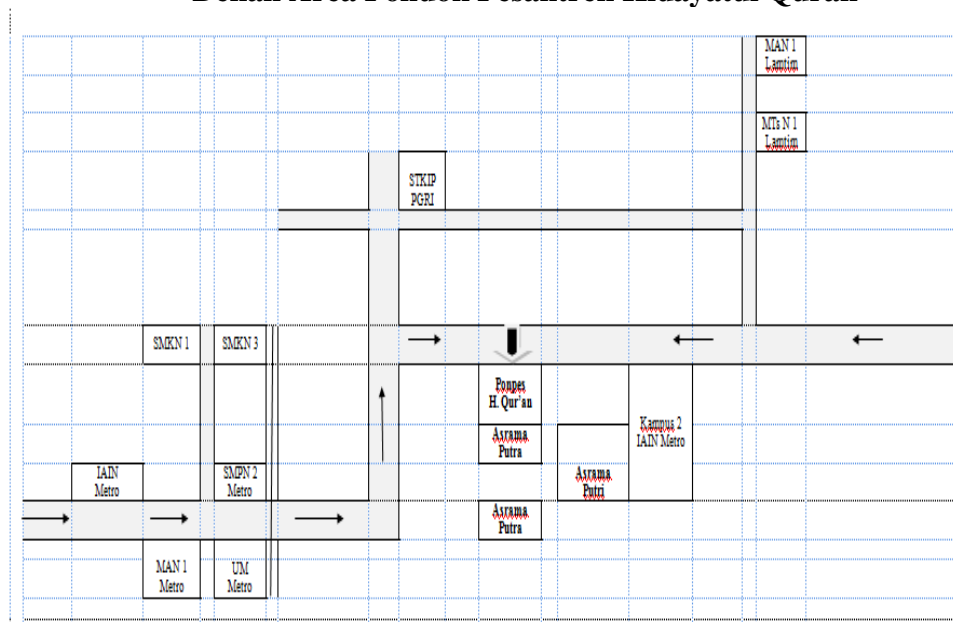 Denah Area Pondok Pesantren Hidayatul Quran
MAN 1
Lamtim
MTs N 1
Lamtim
STKIP
PGRI
SMKN 1
SMKN 3
Ponpes
H. Qur'an
Asrama
Putra
Kampus 2
IAIN Metro
IAIN
Metro
SMPN 2
Metro
Asrama
Putri
Asrama
Putra
MAN 1
Metro
UM
Metro